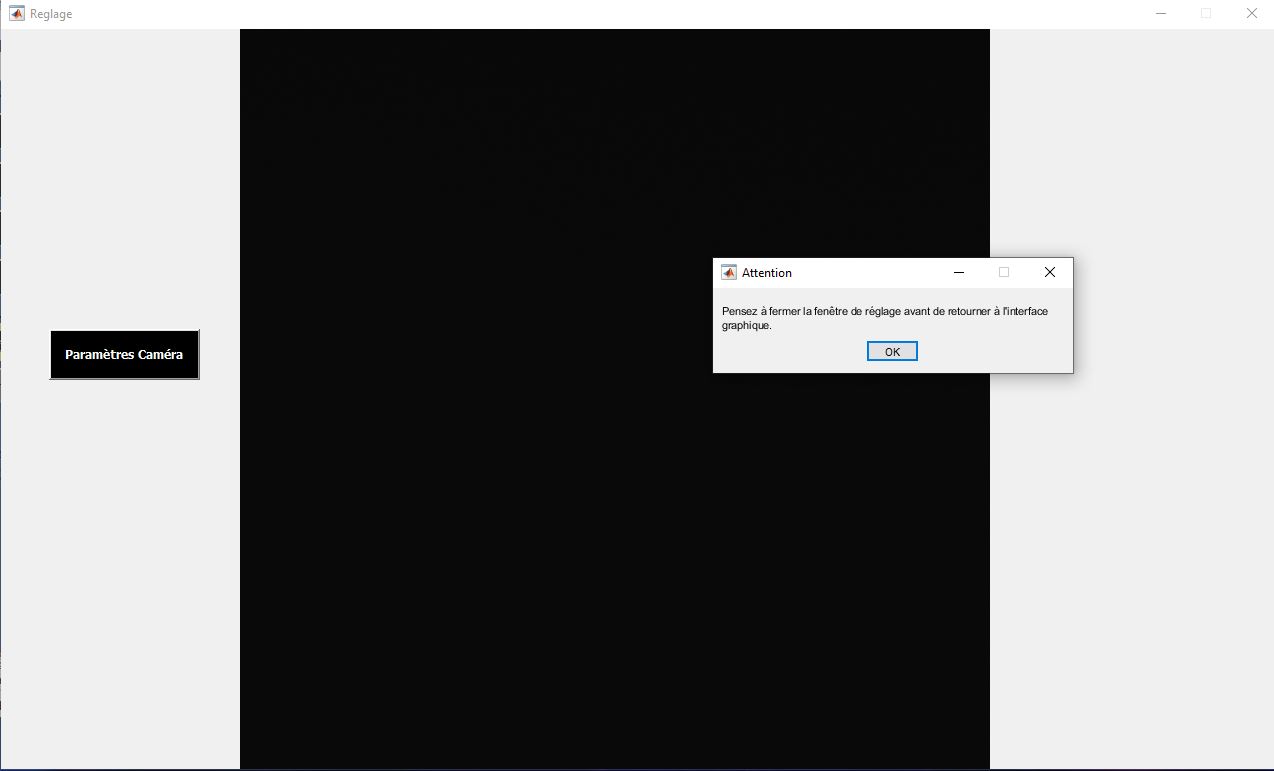 Reglage
Attention
Pensez à fermer la fenêtre de réglage avant de retourner à l'interface
graphique.
OK
Paramètres Caméra